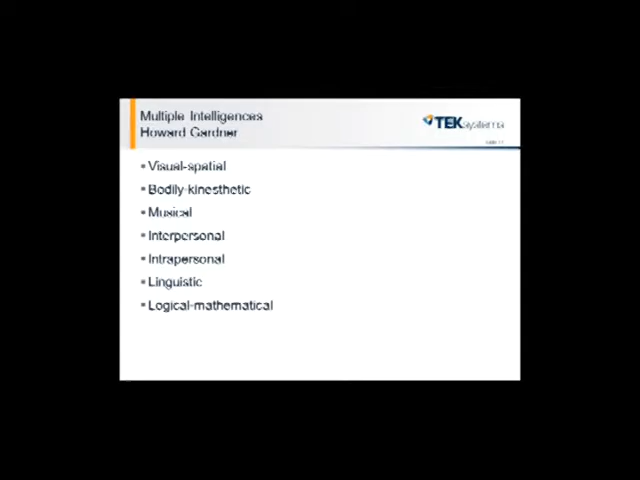 Multiple Intelligences
Howard Gardner
TEKsystems
▪Visual-spatial
▪Bodily-kinesthetic
▪Musical
▪Interpersonal
▪Intrapersonal
▪Linguistic
▪Logical-mathematical